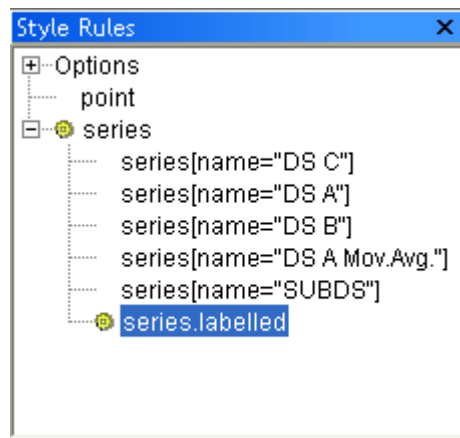 Style Rules
Options
point
series
series[name="DS C"]
series[name="DS A"]
series[name="DS B"]
series[name="DS A Mov.Avg."]
series[name="SUBDS"]
series.labelled